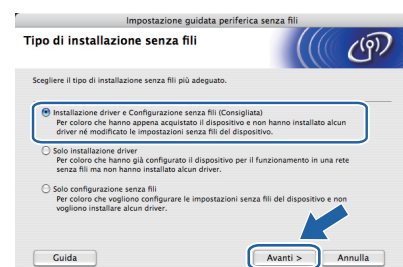 Impostazione guidata periferica senza fili
Tipo di installazione senza fili
Scegliere il tipo di installazione senza fili più adeguato.
Installazione driver e Configurazione senza fili (Consigliata)
Per coloro che hanno appena acquistato il dispositivo e non hanno installato alcun
driver né modificato le impostazioni senza fili del dispositivo.
Solo installazione driver
Per coloro che hanno già configurato il dispositivo per il funzionamento in una rete
senza fili ma non hanno installato alcun driver.
Solo configurazione senza fili
Per coloro che vogliono configurare le impostazioni senza fili del dispositivo e non
vogliono installare alcun driver.
Guida
Avanti >
Annulla